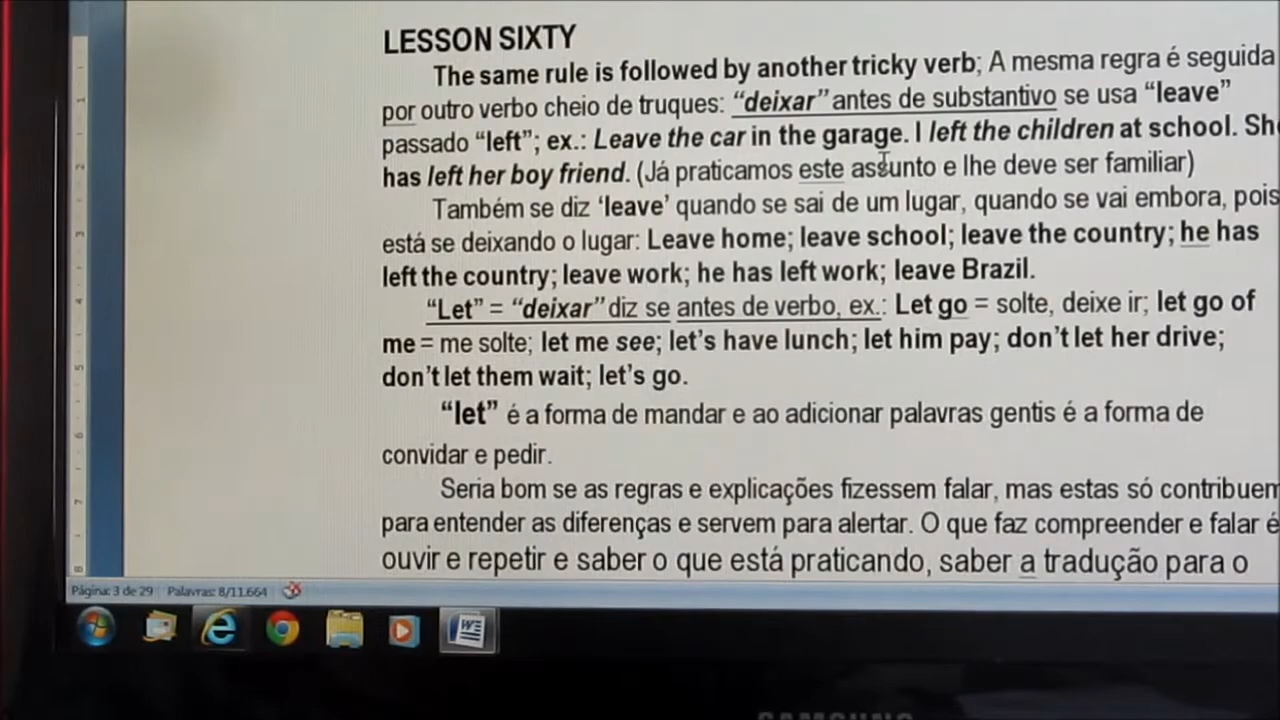 LESSON SIXTY
The same rule is followed by another tricky verb; A mesma regra é seguida
por outro verbo cheio de truques: “deixar” antes de substantivo se usa “leave”
passado “left”; ex.: Leave the car in the garage. I left the children at school. She
has left her boy friend. (Já praticamos este assunto e lhe deve ser familiar)
Também se diz ‘leave’ quando se sai de um lugar, quando se vai embora, pois
está se deixando o lugar: Leave home; leave school; leave the country; he has
left the country; leave work; he has left work; leave Brazil.
“Let” = “deixar” diz se antes de verbo, ex.: Let go = solte, deixe ir; let go of
me = me solte; let me see; let’s have lunch; let him pay; don’t let her drive;
don’t let them wait; let’s go.
“let” é a forma de mandar e ao adicionar palavras gentis é a forma de
convidar e pedir.
Seria bom se as regras e explicações fizessem falar, mas estas só contribuem
para entender as diferenças e servem para alertar. O que faz compreender e falar é
ouvir e repetir e saber o que está praticando, saber a tradução para o
Página: 3 de 29 Palavras: 8/11.664
SAMSUNG